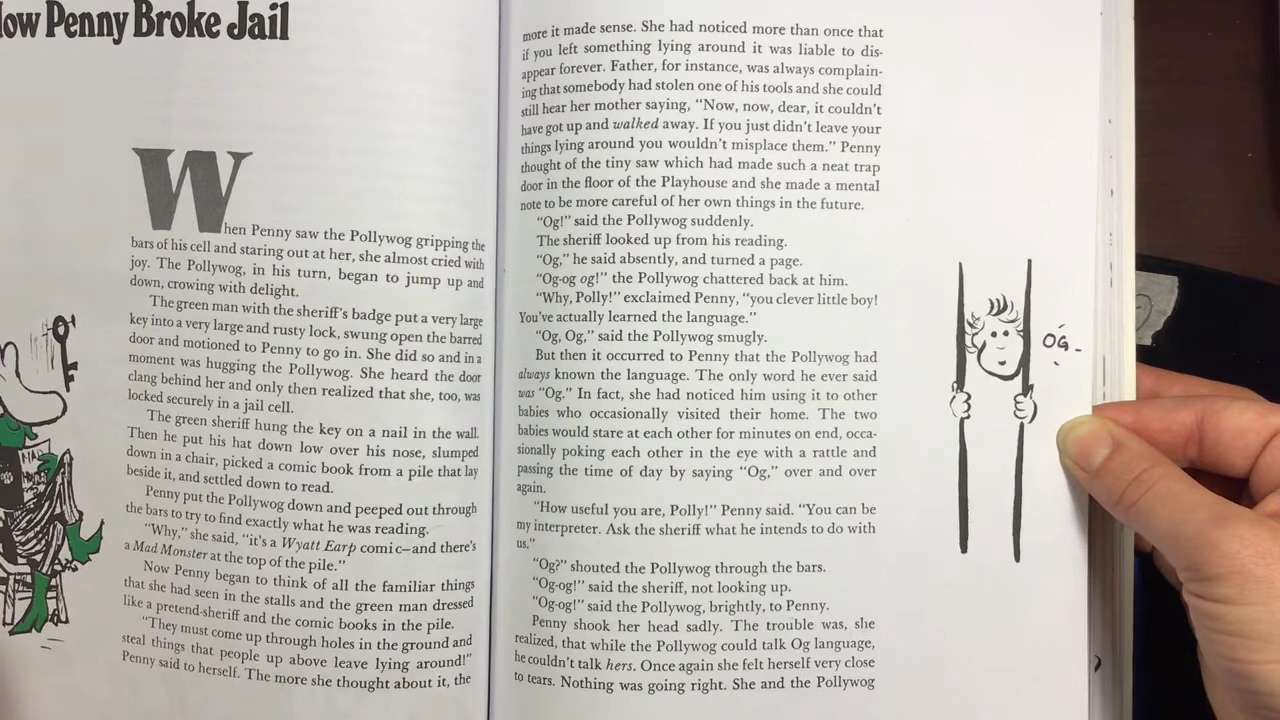 How Penny Broke Jail
When Penny saw the Pollywog gripping the
bars of his cell and staring out at her, she almost cried with
joy. The Pollywog, in his turn, began to jump up and
down, crowing with delight.
The green man with the sheriff's badge put a very large
key into a very large and rusty lock, swung open the barred
door and motioned to Penny to go in. She did so and in a
moment was hugging the Pollywog. She heard the door
clang behind her and only then realized that she, too, was
locked securely in a jail cell.
The green sheriff hung the key on a nail in the wall.
Then he put his hat down low over his nose, slumped
down in a chair, picked a comic book from a pile that lay
beside it, and settled down to read.
Penny put the Pollywog down and peeped out through
the bars to try to find exactly what he was reading.
"Why," she said, "it's a Wyatt Earp comic—and there's
a Mad Monster at the top of the pile."
Now Penny began to think of all the familiar things
that she had seen in the stalls and the green man dressed
like a pretend-sheriff and the comic books in the pile.
"They must come up through holes in the ground and
steal things that people up above leave lying around!"
Penny said to herself. The more she thought about it, the
more it made sense. She had noticed more than once that
if you left something lying around it was liable to dis-
appear forever. Father, for instance, was always complain-
ing that somebody had stolen one of his tools and she could
still hear her mother saying, "Now, now, dear, it couldn't
have got up and walked away. If you just didn't leave your
things lying around you wouldn't misplace them." Penny
thought of the tiny saw which had made such a neat trap
door in the floor of the Playhouse and she made a mental
note to be more careful of her own things in the future.
"Og!" said the Pollywog suddenly.
The sheriff looked up from his reading.
"Og," he said absently, and turned a page.
"Og-og og!" the Pollywog chattered back at him.
"Why, Polly!" exclaimed Penny, "you clever little boy!
You've actually learned the language."
"Og, Og," said the Pollywog smugly.
But then it occurred to Penny that the Pollywog had
always known the language. The only word he ever said
was "Og." In fact, she had noticed him using it to other
babies who occasionally visited their home. The two
babies would stare at each other for minutes on end, occa-
sionally poking each other in the eye with a rattle and
passing the time of day by saying "Og," over and over
again.
"How useful you are, Polly!" Penny said. "You can be
my interpreter. Ask the sheriff what he intends to do with
us."
"Og?" shouted the Pollywog through the bars.
"Og-og!" said the sheriff, not looking up.
"Og-og!" said the Pollywog, brightly, to Penny.
Penny shook her head sadly. The trouble was, she
realized, that while the Pollywog could talk Og language,
he couldn't talk hers. Once again she felt herself very close
to tears. Nothing was going right. She and the Pollywog
OG-